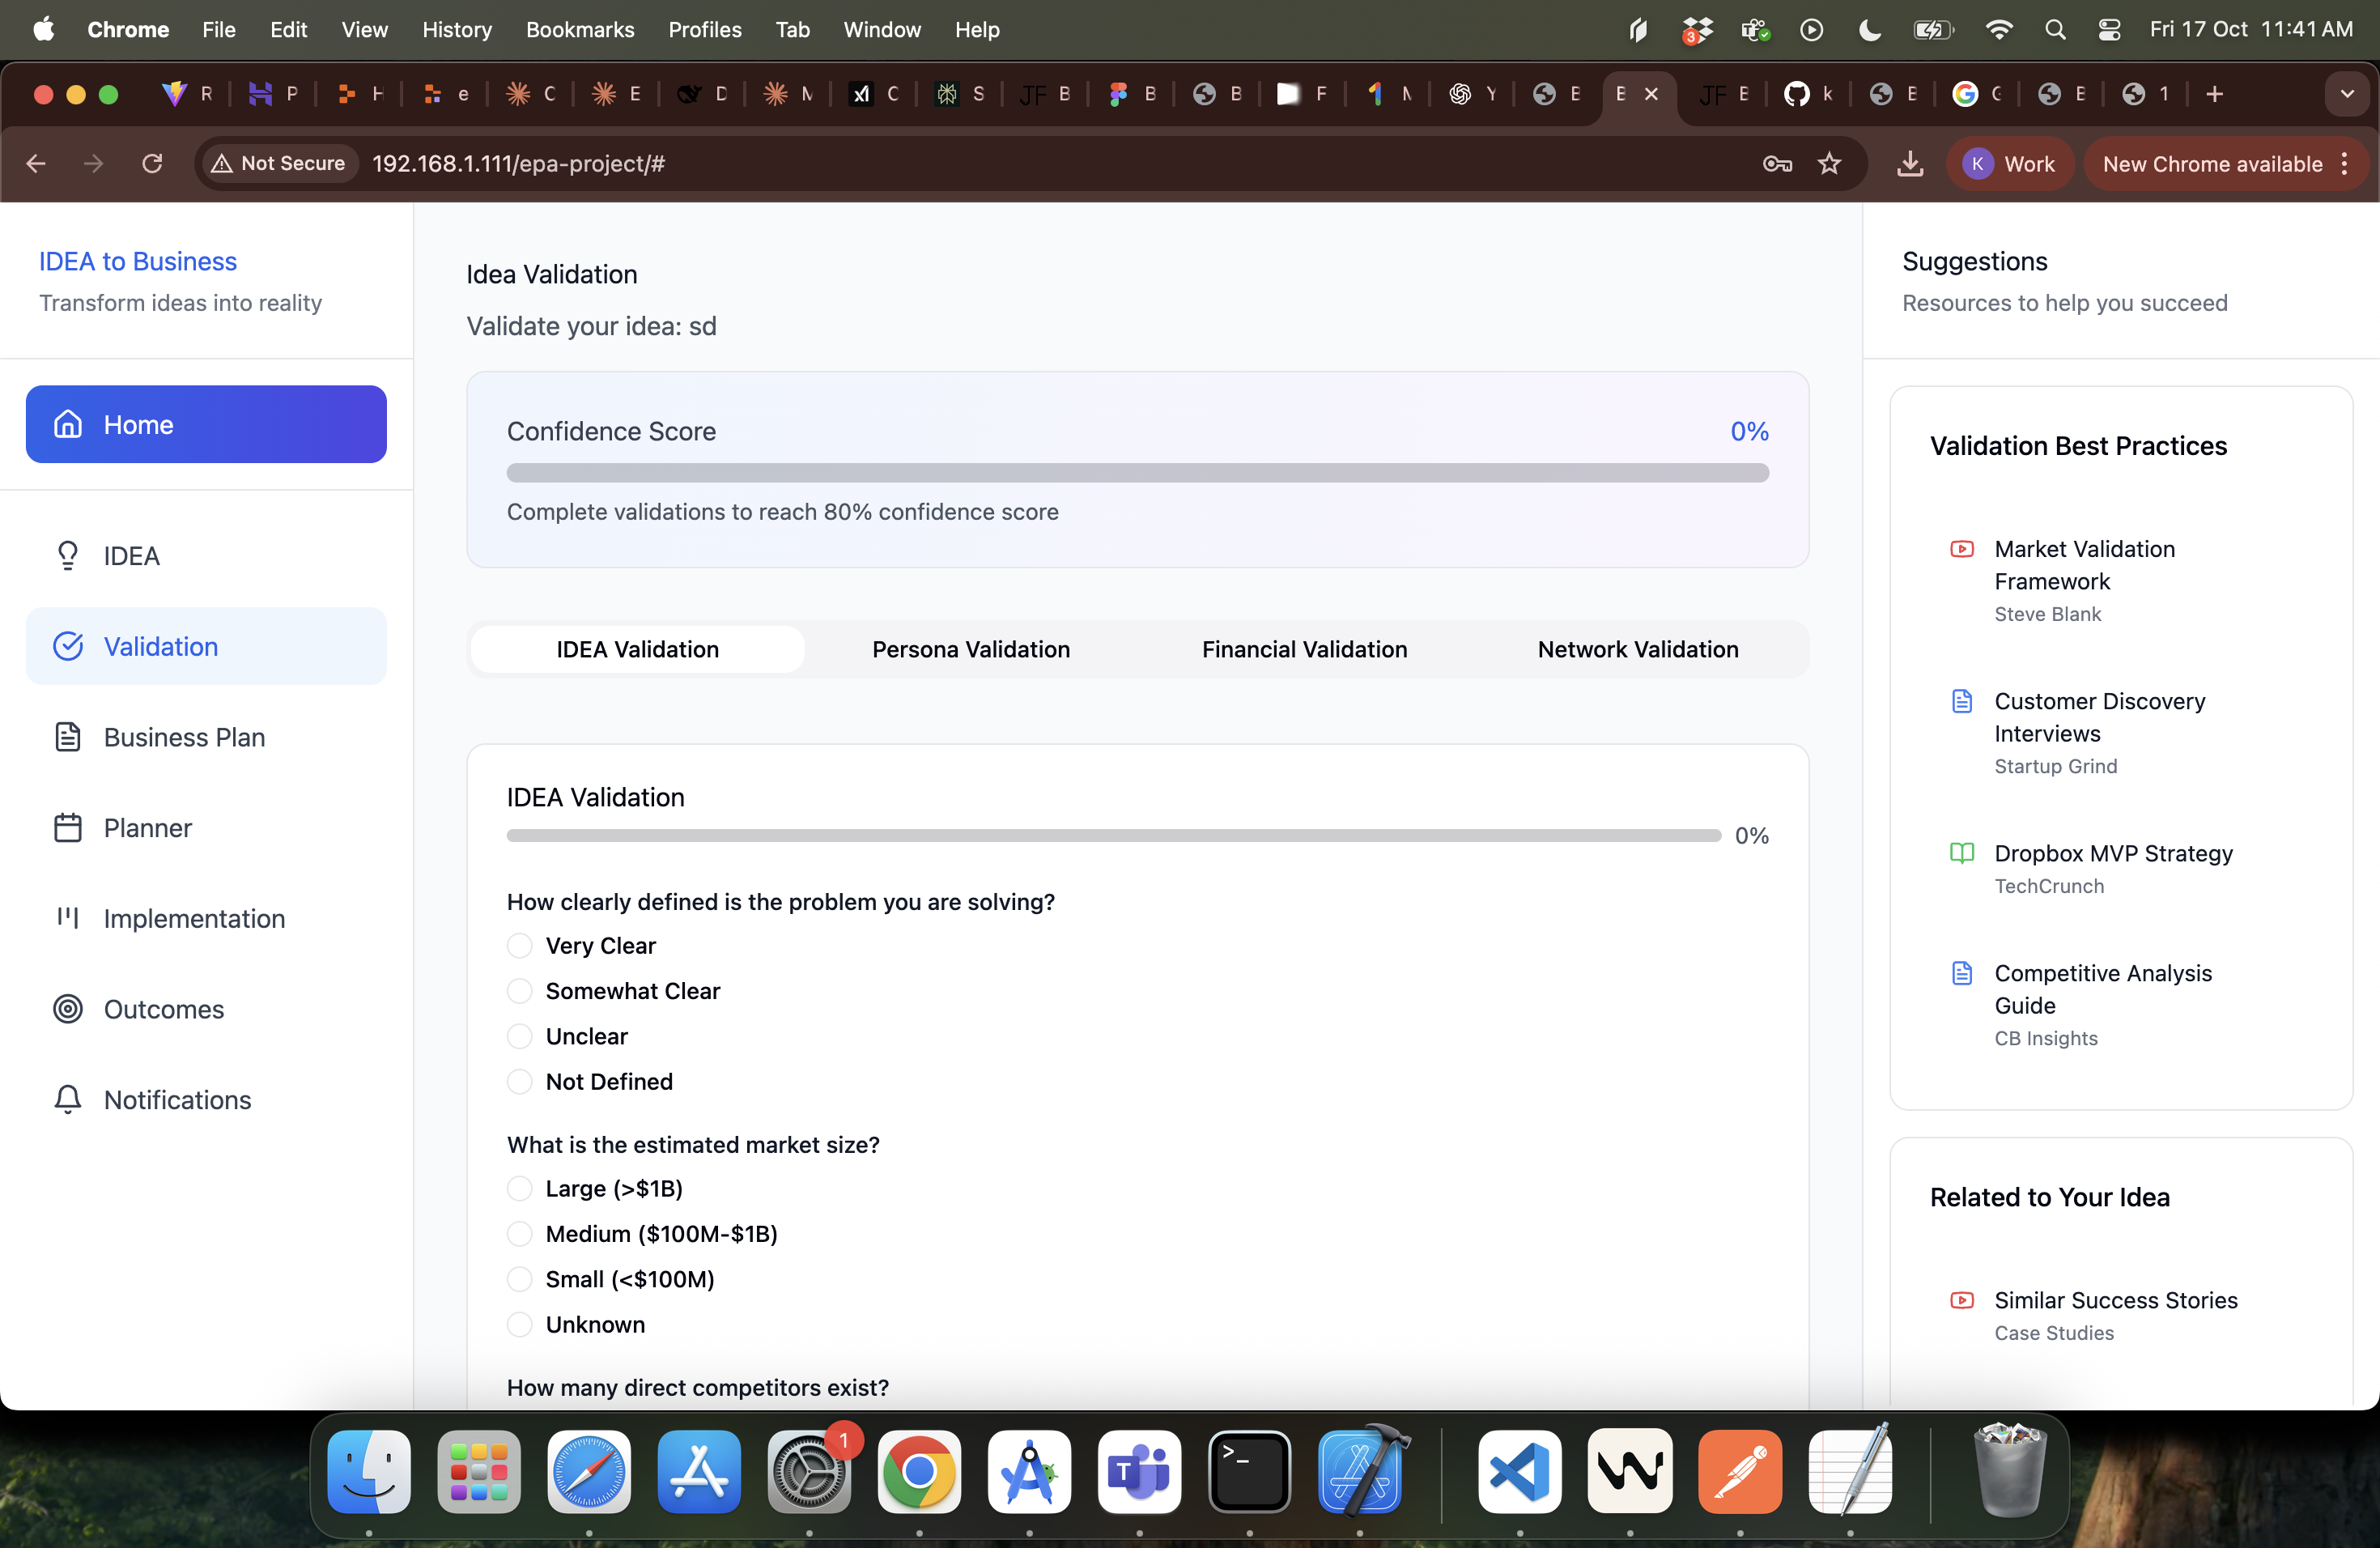 Chrome File Edit View History Bookmarks Profiles Tab Window Help
3
Fri 17 Oct 11:41 AM
R P H e C E D M C S B B B F M Y B B B k B C B 1
Not Secure 192.168.1.111/epa-project/#
K Work
New Chrome available
IDEA to Business
Transform ideas into reality
Home
IDEA
Validation
Business Plan
Planner
Implementation
Outcomes
Notifications
Idea Validation
Validate your idea: sd
Confidence Score 0%
Complete validations to reach 80% confidence score
IDEA Validation Persona Validation Financial Validation Network Validation
IDEA Validation
0%
How clearly defined is the problem you are solving?
Very Clear
Somewhat Clear
Unclear
Not Defined
What is the estimated market size?
Large (>$1B)
Medium ($100M-$1B)
Small (<$100M)
Unknown
How many direct competitors exist?
Suggestions
Resources to help you succeed
Validation Best Practices
Market Validation
Framework
Steve Blank
Customer Discovery
Interviews
Startup Grind
Dropbox MVP Strategy
TechCrunch
Competitive Analysis
Guide
CB Insights
Related to Your Idea
Similar Success Stories
Case Studies
1